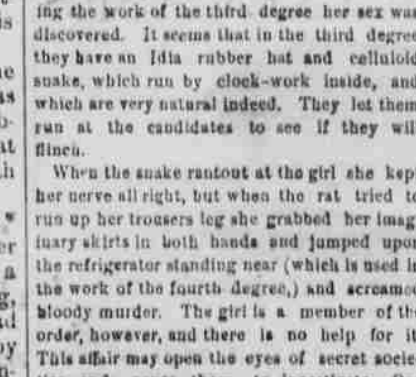 is
ing the work of the third degree her sex was
discovered. It seems that in the third degree
they have an Idia rubber hat and celluloid
snake, which run by clock-work inside, and
which are very natural indeed. They let them
run at the candidates to see if they will
flinch.
When the snake rantout at the girl she kept
her nerve all right, but when the rat tried to
run up her trousers leg she grabbed her imag
inary skirts in both hands and jumped upon
the refrigerator standing near (which is used in
the work of the fourth degree,) and screamed
bloody murder. The girl is a member of the
order, however, and there is no help for it
This affair may open the eyes of secret socie